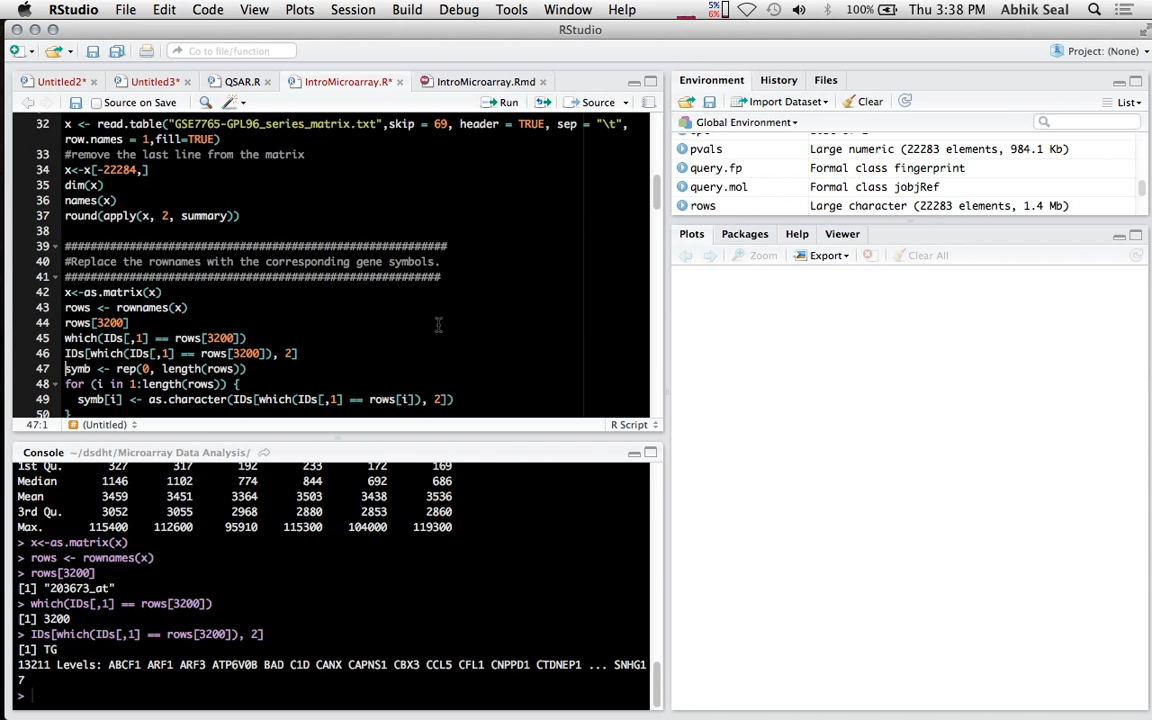 RStudio File Edit Code View Plots Session Build Debug Tools Window Help 5% 6% 100% Thu 3:38 PM Abhik Seal
RStudio
Go to file/function Project: (None)
Untitled2* Untitled3* QSAR.R IntroMicroarray.R* IntroMicroarray.Rmd
Source on Save Run Source
32 x <- read.table("GSE7765-GPL96_series_matrix.txt",skip = 69, header = TRUE, sep = "\t",
row.names = 1,fill=TRUE)
33 #remove the last line from the matrix
34 x<-x[-22284,]
35 dim(x)
36 names(x)
37 round(apply(x, 2, summary))
38
39 ###########################################################
40 #Replace the rownames with the corresponding gene symbols.
41 ##########################################################
42 x<-as.matrix(x)
43 rows <- rownames(x)
44 rows[3200]
45 which(IDs[,1] == rows[3200])
46 IDs[which(IDs[,1] == rows[3200]), 2]
47 symb <- rep(0, length(rows))
48 for (i in 1:length(rows)) {
49 symb[i] <- as.character(IDs[which(IDs[,1] == rows[i]), 2])
50 }
47:1 (Untitled) R Script
Console ~/dsdht/Microarray Data Analysis/
1st Qu. 327 317 192 233 172 169
Median 1146 1102 774 844 692 686
Mean 3459 3451 3364 3503 3438 3536
3rd Qu. 3052 3055 2968 2880 2853 2860
Max. 115400 112600 95910 115300 104000 119300
> x<-as.matrix(x)
> rows <- rownames(x)
> rows[3200]
[1] "203673_at"
> which(IDs[,1] == rows[3200])
[1] 3200
> IDs[which(IDs[,1] == rows[3200]), 2]
[1] TG
13211 Levels: ABCF1 ARF1 ARF3 ATP6V0B BAD C1D CANX CAPNS1 CBX3 CCL5 CFL1 CNPPD1 CTDNEP1 ... SNHG1
7
>
Environment History Files
Import Dataset Clear List
Global Environment
pvals Large numeric (22283 elements, 984.1 Kb)
query.fp Formal class fingerprint
query.mol Formal class jobjRef
rows Large character (22283 elements, 1.4 Mb)
Plots Packages Help Viewer
Zoom Export Clear All